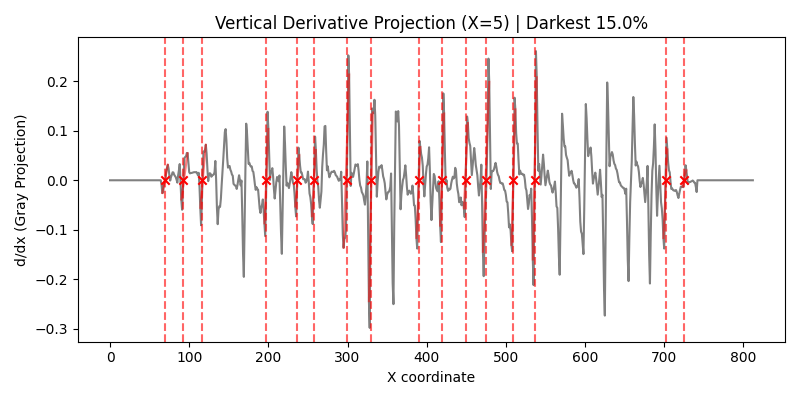 Vertical Derivative Projection (X=5) | Darkest 15.0%
d/dx (Gray Projection)
0.2
0.1
0.0
−0.1
−0.2
−0.3
0 100 200 300 400 500 600 700 800
X coordinate